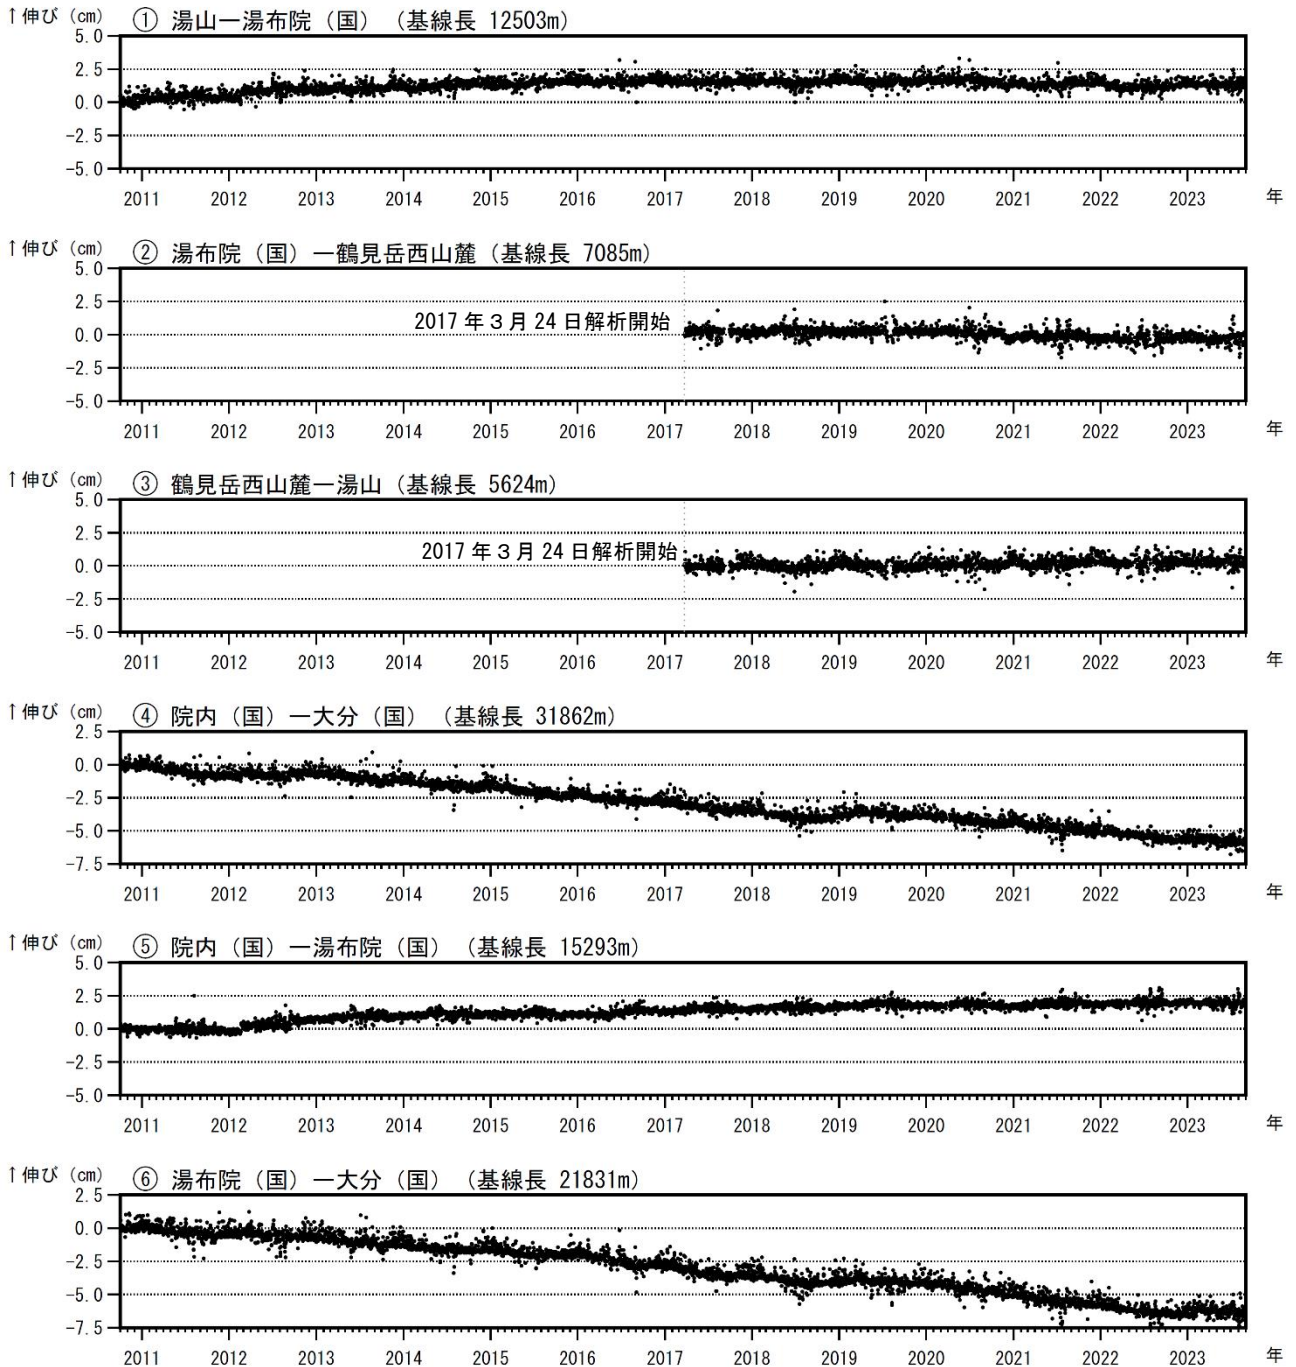 ↑伸び (cm) ① 湯山ー湯布院（国）（基線長 12503m）
5.0
2.5
0.0
-2.5
-5.0
2011 2012 2013 2014 2015 2016 2017 2018 2019 2020 2021 2022 2023 年
↑伸び (cm) ② 湯布院（国）ー鶴見岳西山麓（基線長 7085m）
5.0
2.5
2017 年３月 24 日解析開始
0.0
-2.5
-5.0
2011 2012 2013 2014 2015 2016 2017 2018 2019 2020 2021 2022 2023 年
↑伸び (cm) ③ 鶴見岳西山麓ー湯山（基線長 5624m）
5.0
2.5
2017 年３月 24 日解析開始
0.0
-2.5
-5.0
2011 2012 2013 2014 2015 2016 2017 2018 2019 2020 2021 2022 2023 年
↑伸び (cm) ④ 院内（国）ー大分（国）（基線長 31862m）
2.5
0.0
-2.5
-5.0
-7.5
2011 2012 2013 2014 2015 2016 2017 2018 2019 2020 2021 2022 2023 年
↑伸び (cm) ⑤ 院内（国）ー湯布院（国）（基線長 15293m）
5.0
2.5
0.0
-2.5
-5.0
2011 2012 2013 2014 2015 2016 2017 2018 2019 2020 2021 2022 2023 年
↑伸び (cm) ⑥ 湯布院（国）ー大分（国）（基線長 21831m）
2.5
0.0
-2.5
-5.0
-7.5
2011 2012 2013 2014 2015 2016 2017 2018 2019 2020 2021 2022 2023 年